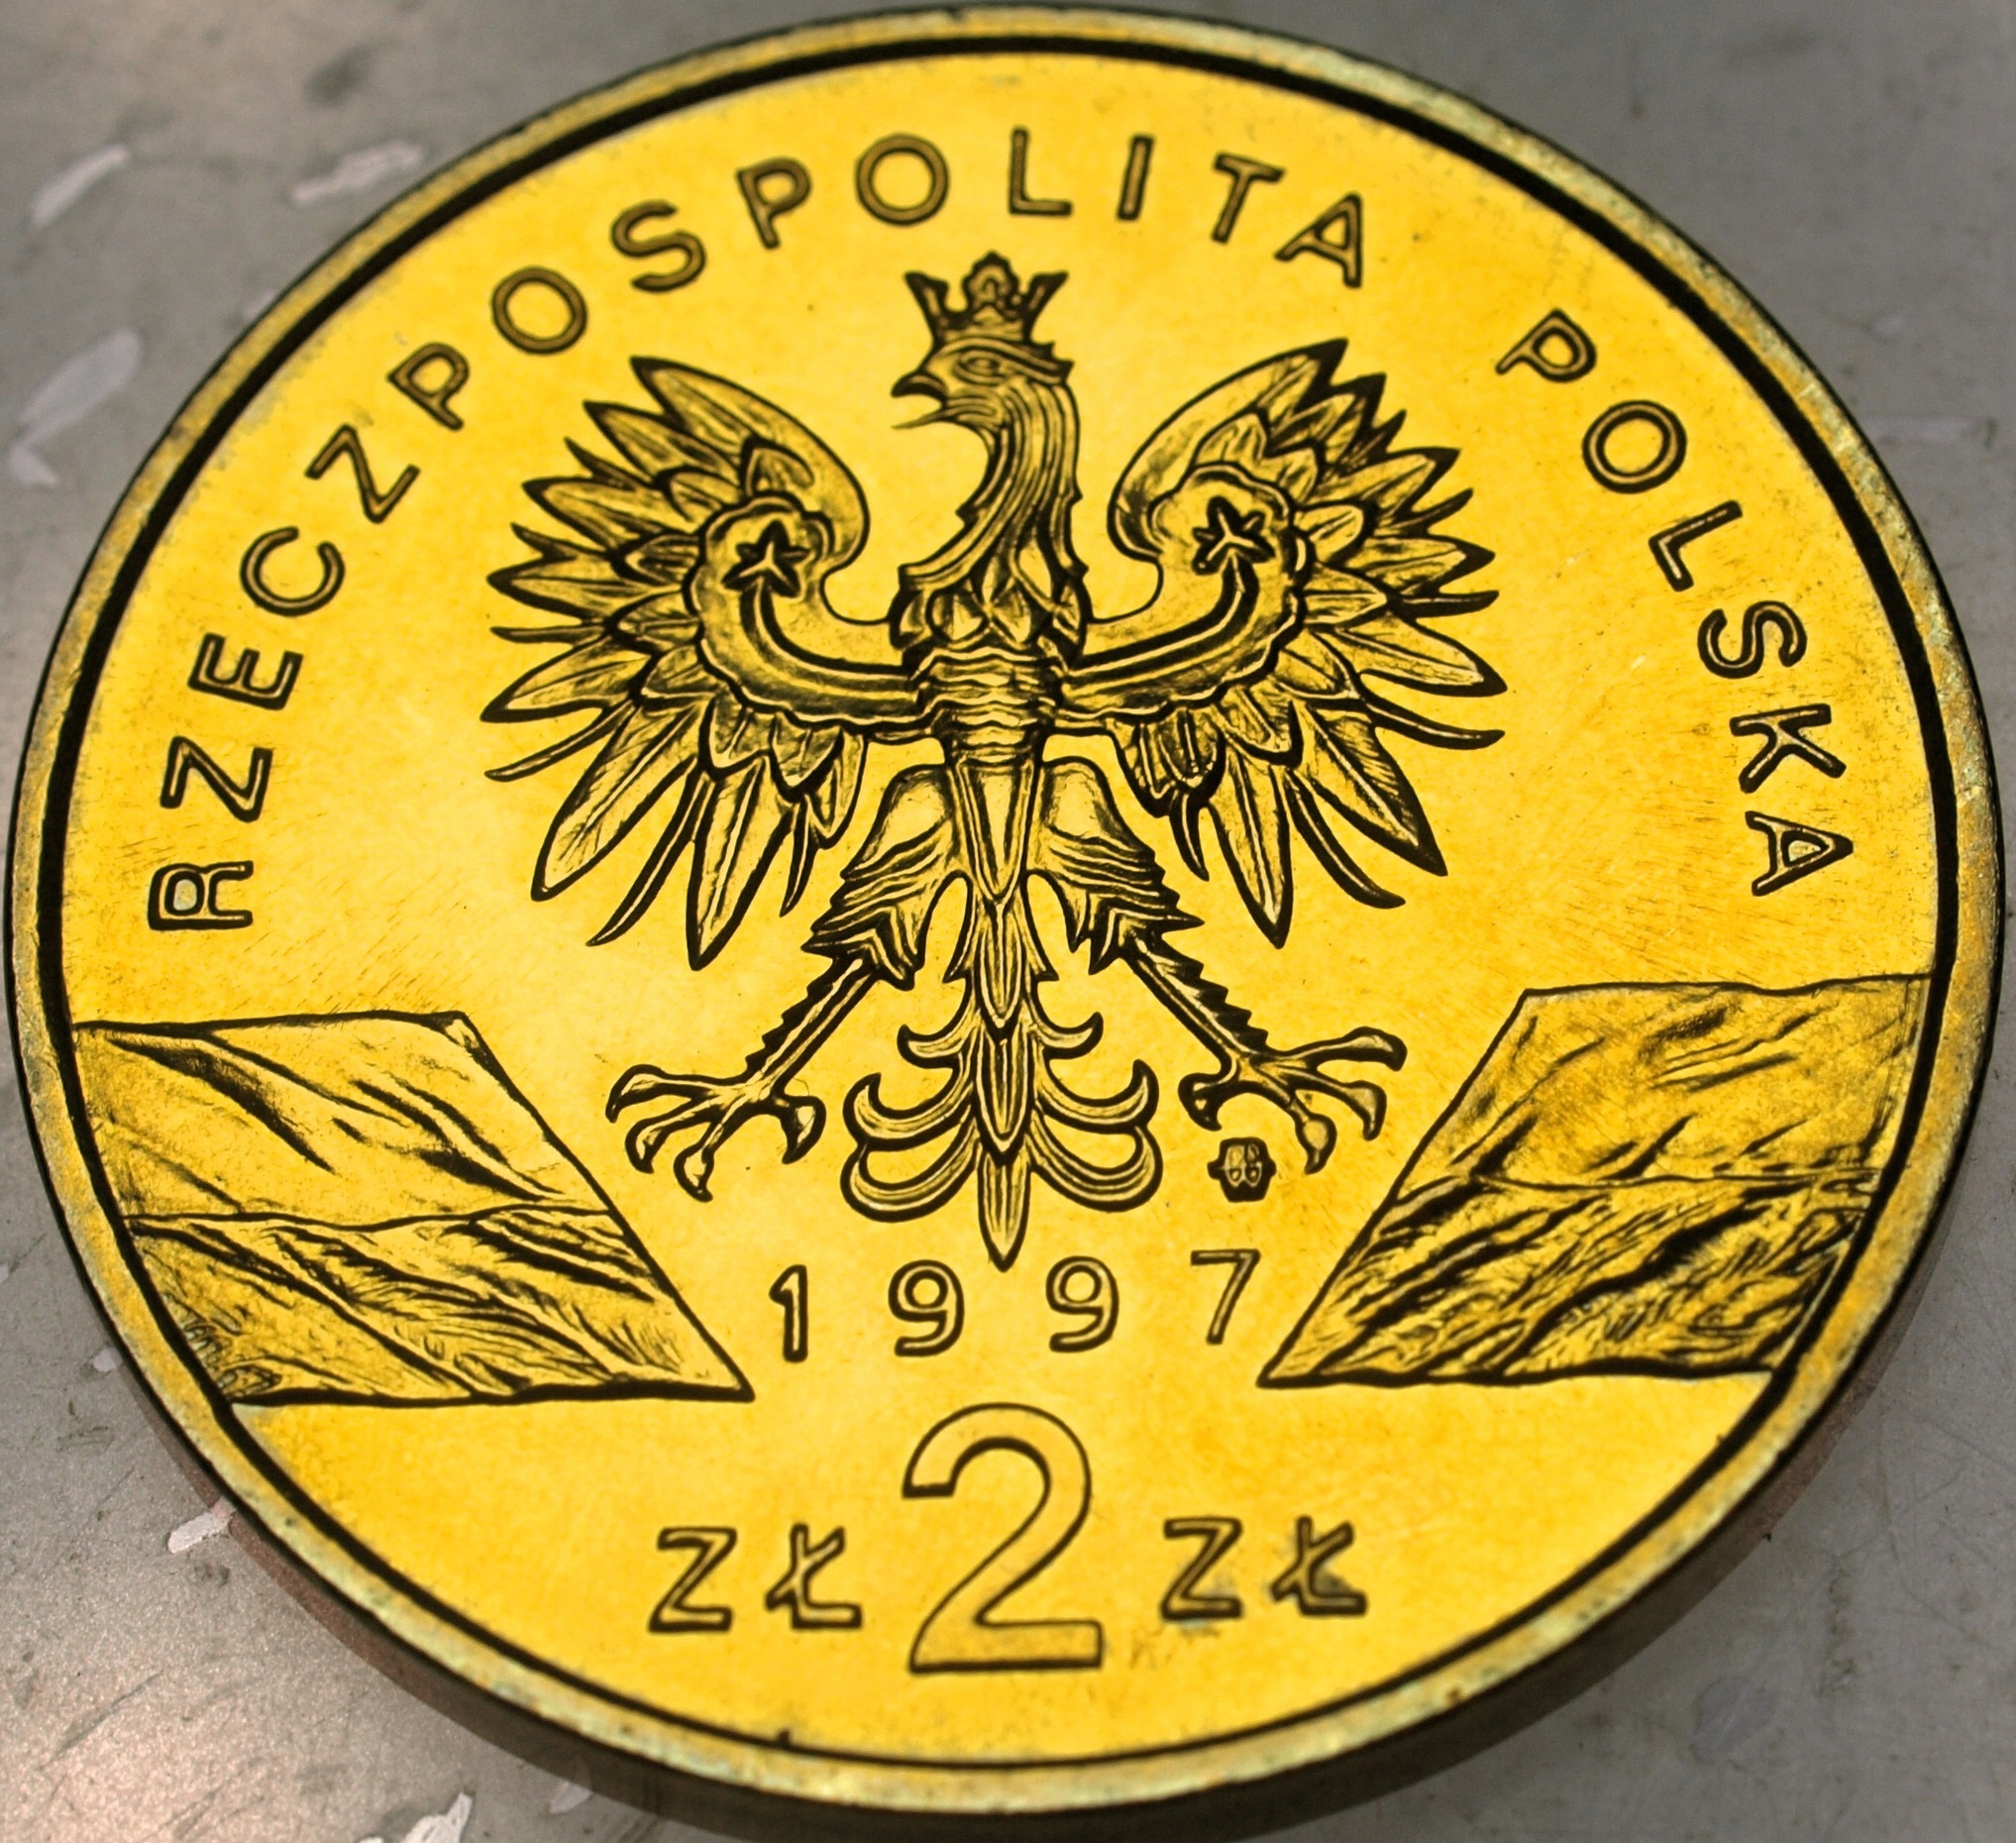 RZECZPOSPOLITA POLSKA
1997
ZŁ 2 ZŁ